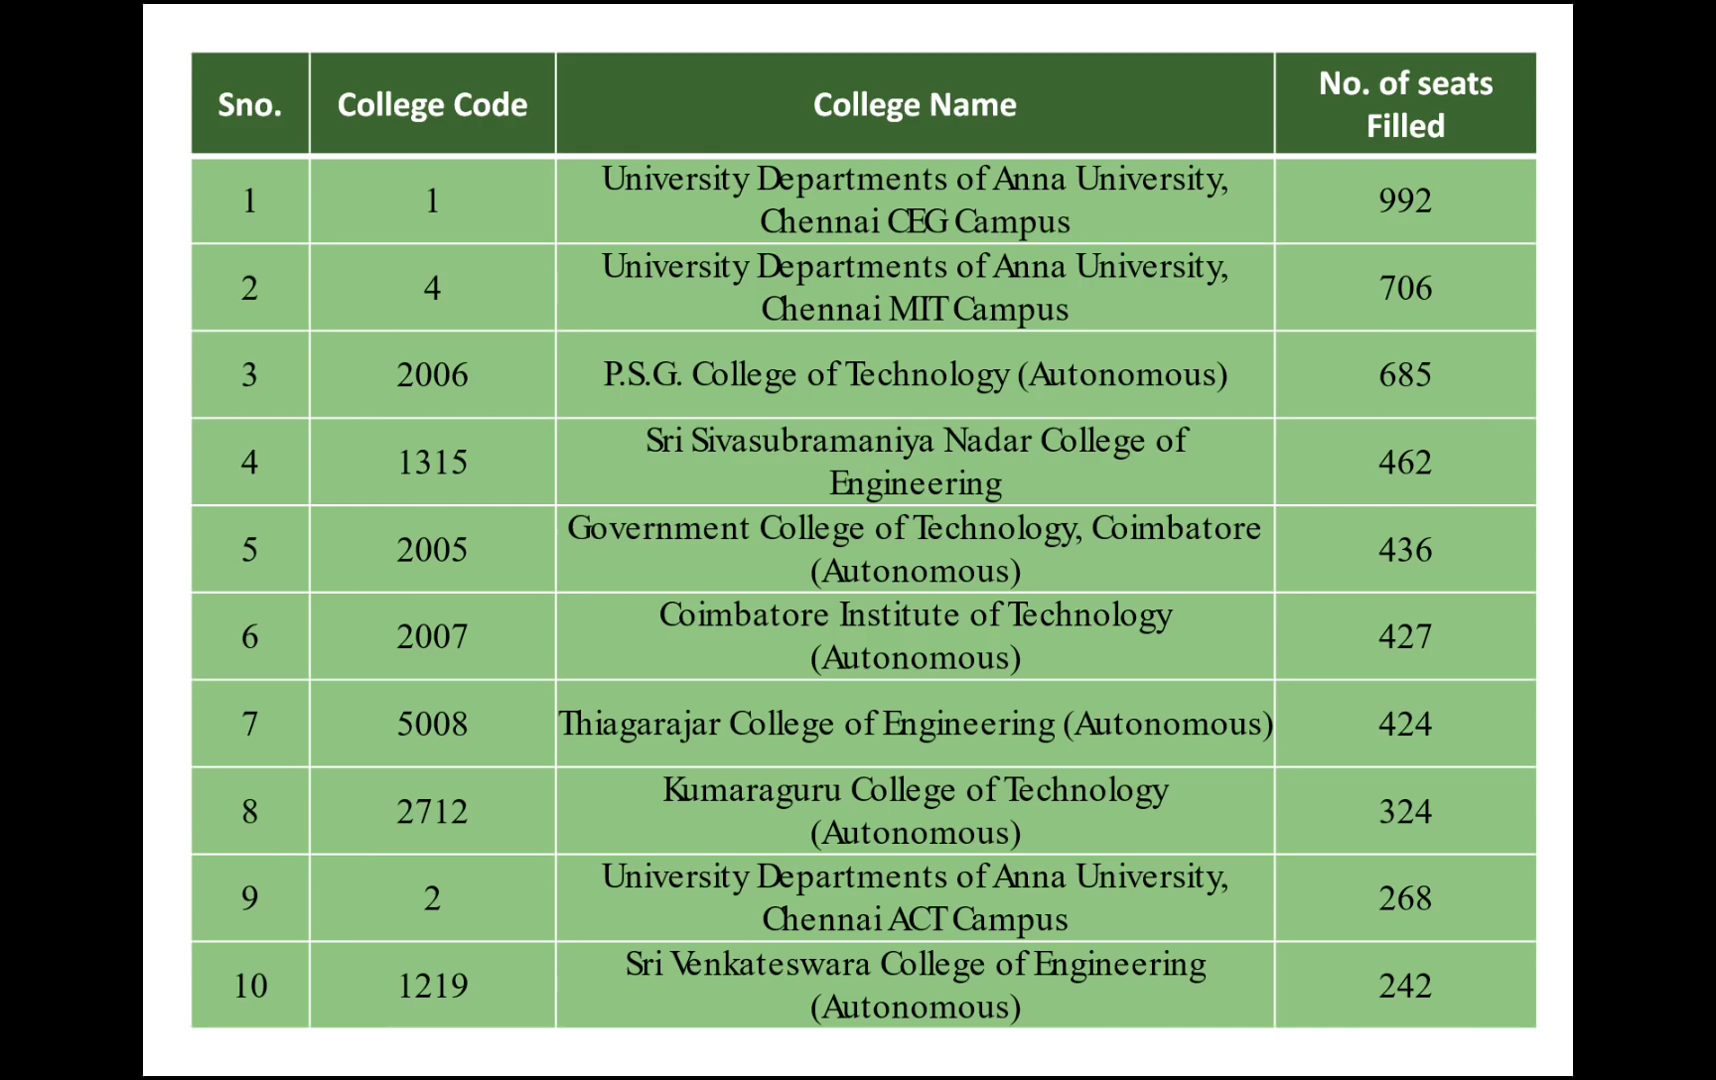 Sno. College Code College Name No. of seats
Filled
1 1 University Departments of Anna University,
Chennai CEG Campus 992
2 4 University Departments of Anna University,
Chennai MIT Campus 706
3 2006 P.S.G. College of Technology (Autonomous) 685
4 1315 Sri Sivasubramaniya Nadar College of
Engineering 462
5 2005 Government College of Technology, Coimbatore
(Autonomous) 436
6 2007 Coimbatore Institute of Technology
(Autonomous) 427
7 5008 Thiagarajar College of Engineering (Autonomous) 424
8 2712 Kumaraguru College of Technology
(Autonomous) 324
9 2 University Departments of Anna University,
Chennai ACT Campus 268
10 1219 Sri Venkateswara College of Engineering
(Autonomous) 242